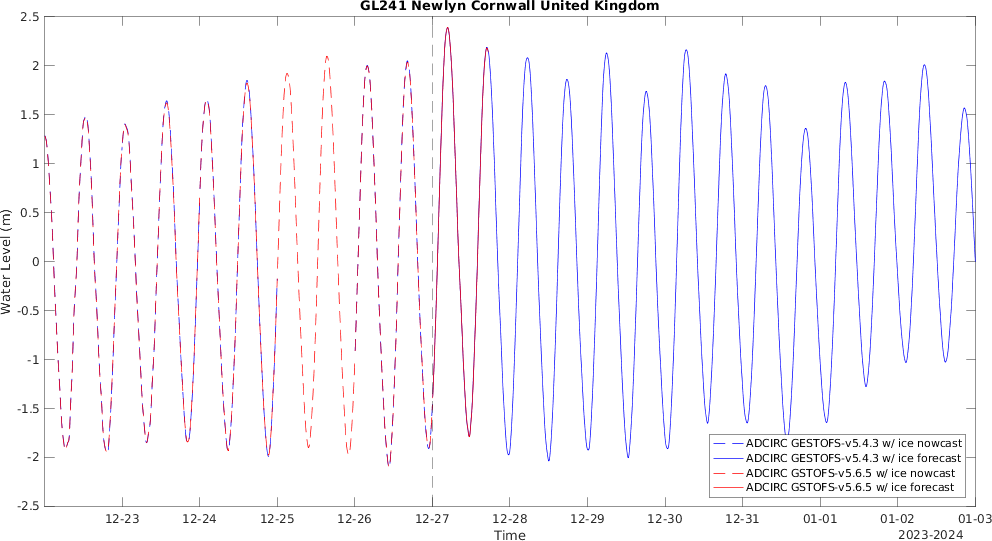 GL241 Newlyn Cornwall United Kingdom
2.5
2
1.5
1
0.5
0
-0.5
-1
-1.5
-2
-2.5
Water Level (m)
ADCIRC GESTOFS-v5.4.3 w/ ice nowcast
ADCIRC GESTOFS-v5.4.3 w/ ice forecast
ADCIRC GSTOFS-v5.6.5 w/ ice nowcast
ADCIRC GSTOFS-v5.6.5 w/ ice forecast
12-23 12-24 12-25 12-26 12-27 12-28 12-29 12-30 12-31 01-01 01-02 01-03
Time
2023-2024